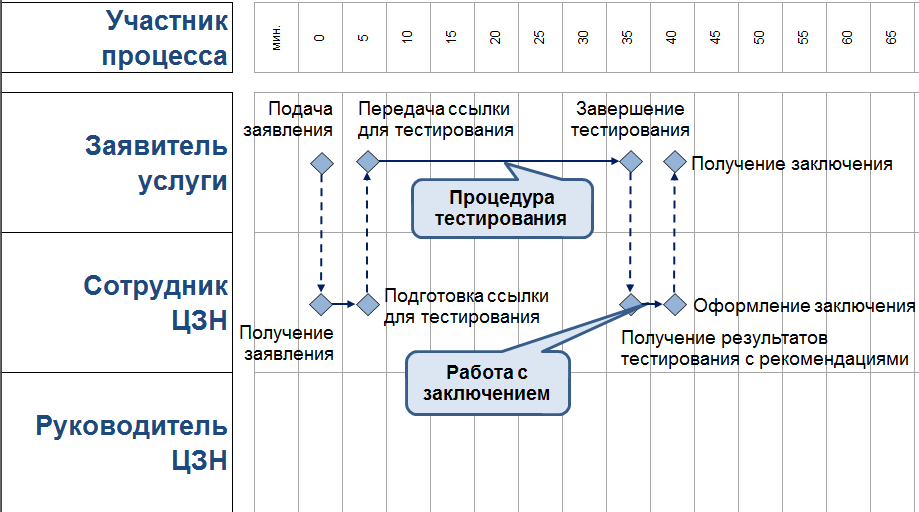 Участник
процесса
мин.
0
5
10
15
20
25
30
35
40
45
50
55
60
65
Заявитель
услуги
Подача
заявления
Передача ссылки
для тестирования
Завершение
тестирования
Получение заключения
Процедура
тестирования
Сотрудник
ЦЗН
Получение
заявления
Подготовка ссылки
для тестирования
Оформление заключения
Получение результатов
тестирования с рекомендациями
Работа с
заключением
Руководитель
ЦЗН